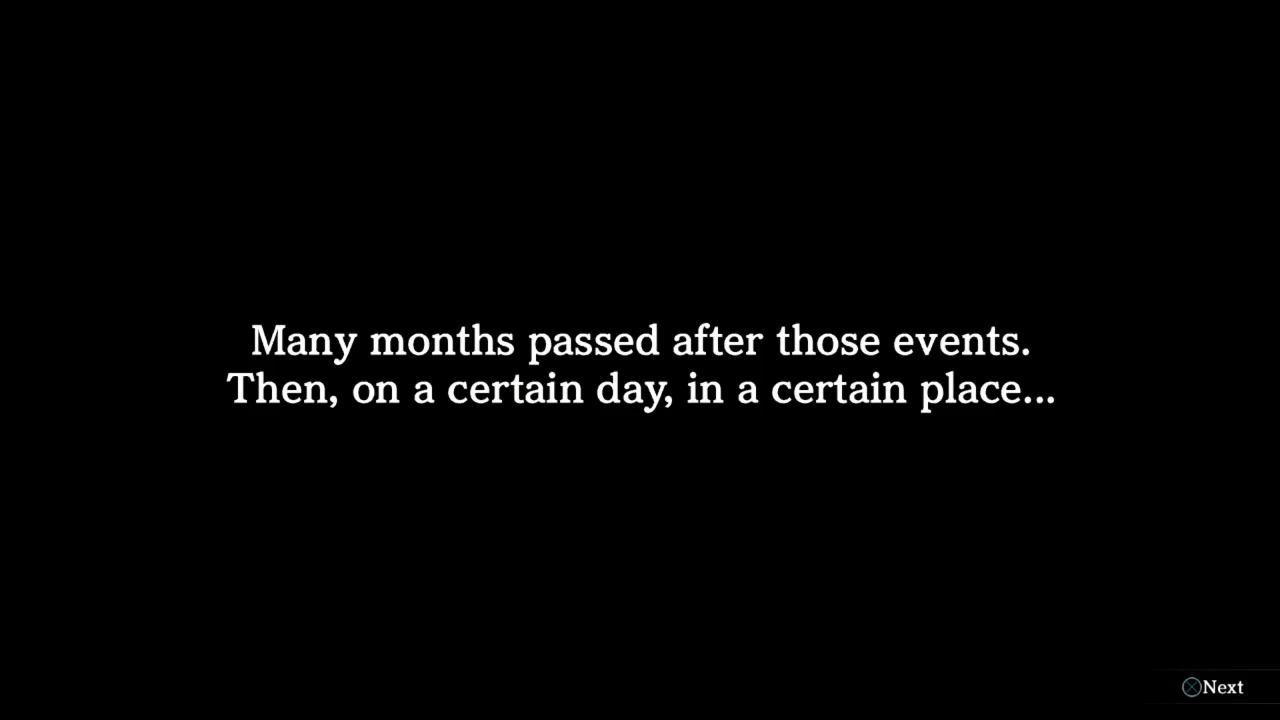 Many months passed after those events.
Then, on a certain day, in a certain place...
Next